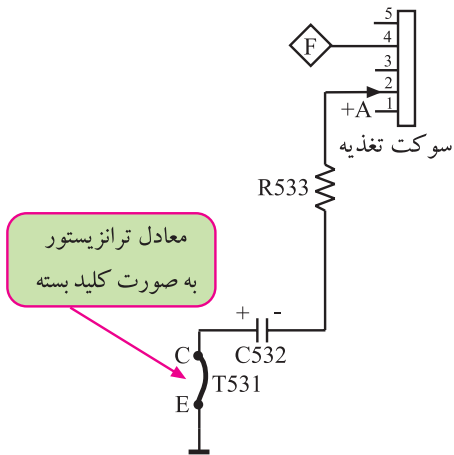 5
F
4
3
2
+A
1
سوکت تغذیه
R533
معادل ترانزیستور
به صورت کلید بسته
+ -
C532
C
T531
E